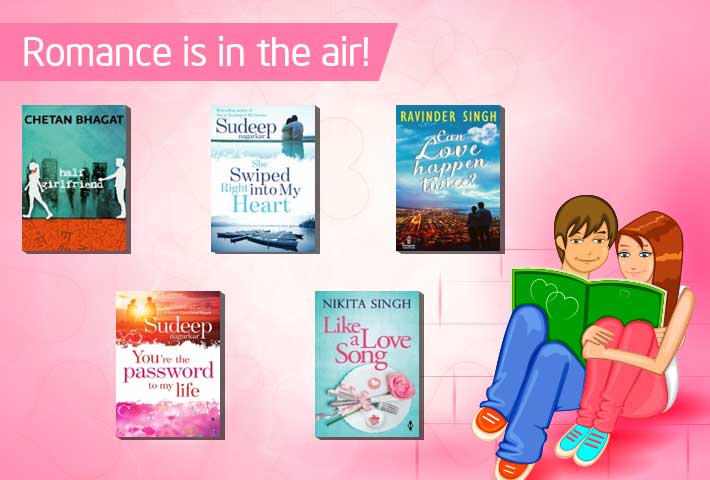 Romance is in the air!
CHETAN BHAGAT
half
girlfriend
Sudeep
nagarkar
She
Swiped
Right into My
Heart
RAVINDER SINGH
Can
Love
happen
twice?
Sudeep
nagarkar
You're the
password
to my
life
NIKITA SINGH
Like
a Love
Song